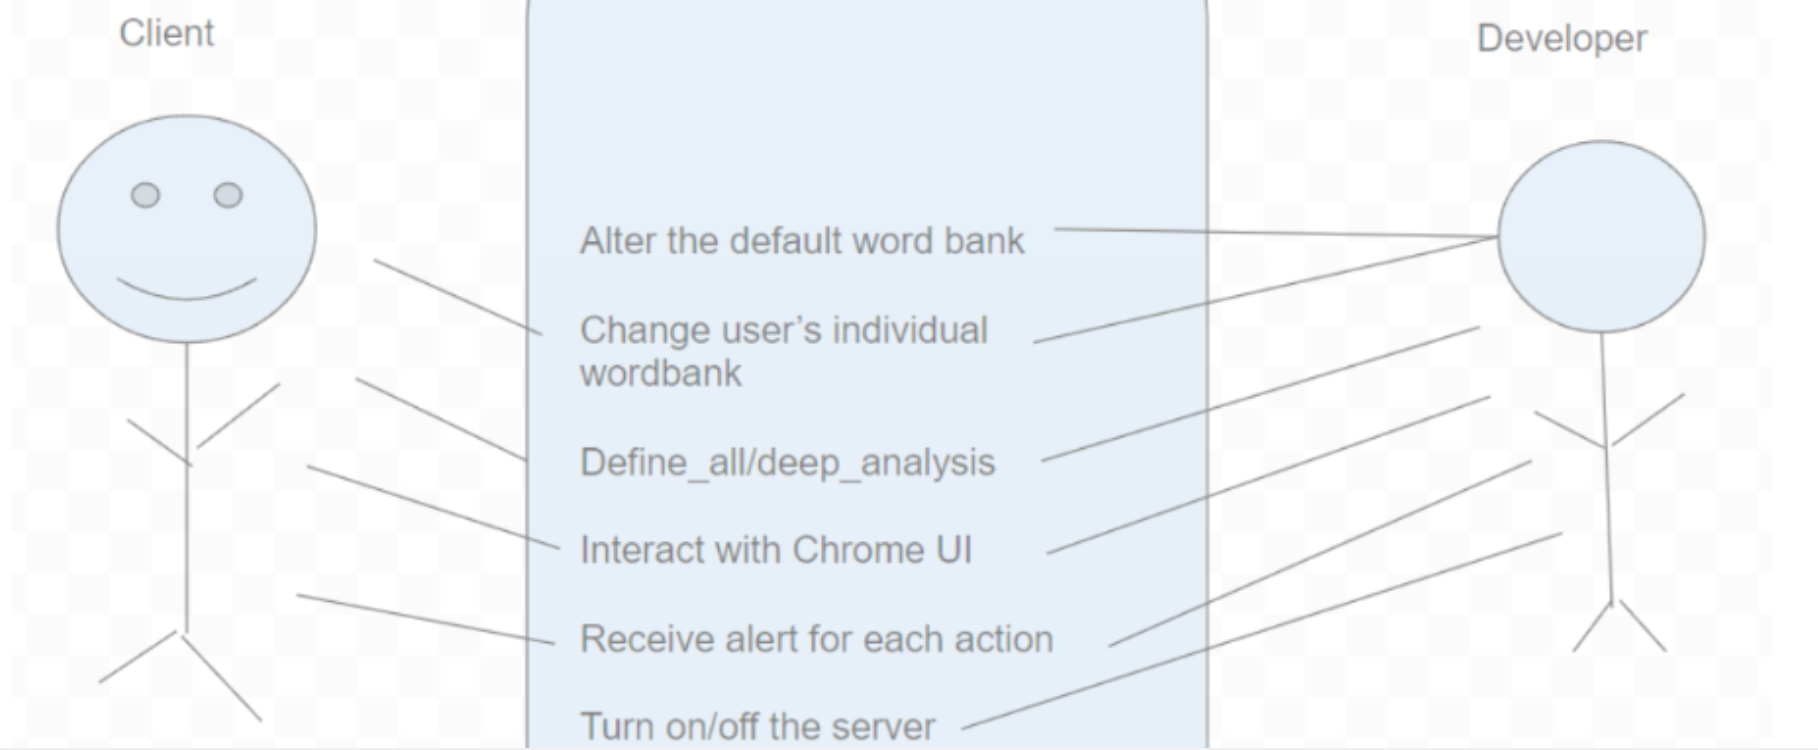 Client
Developer
Alter the default word bank
Change user’s individual
wordbank
Define_all/deep_analysis
Interact with Chrome UI
Receive alert for each action
Turn on/off the server